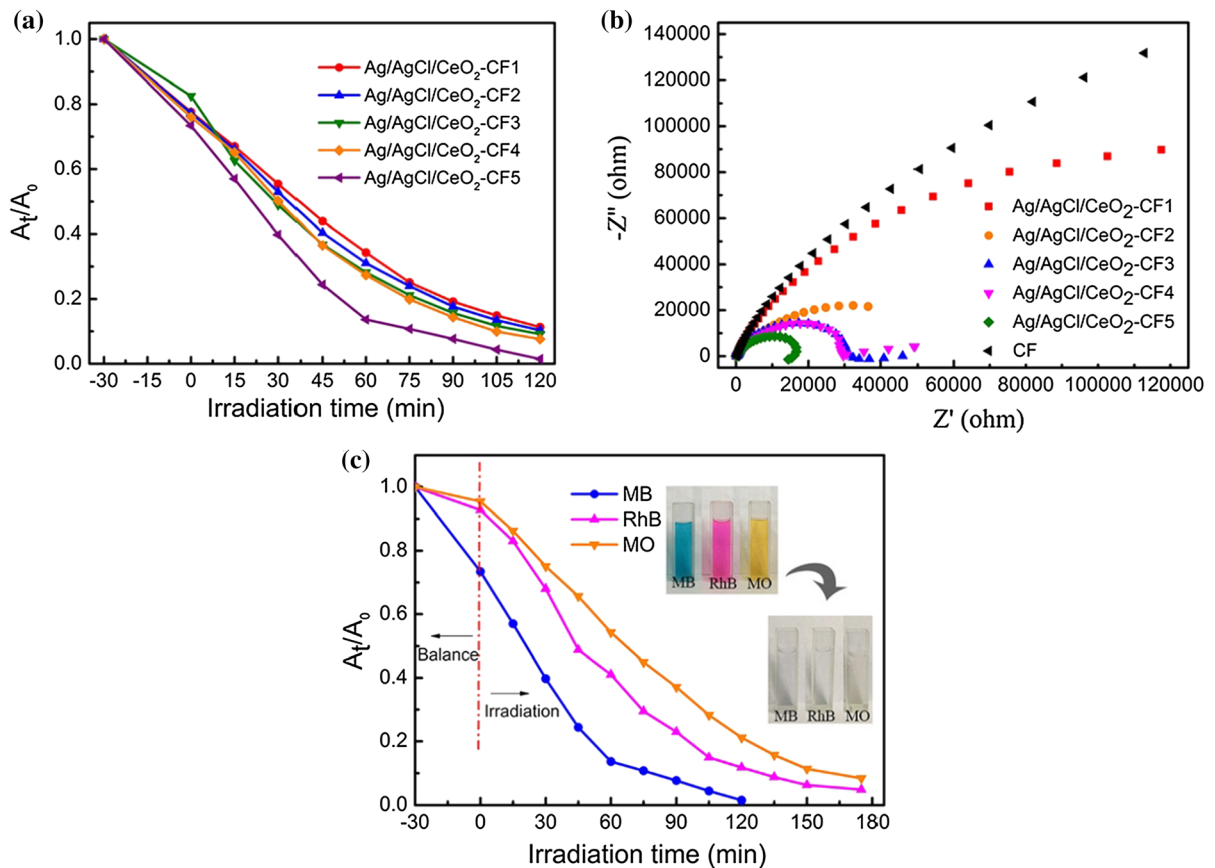 (a)
1.0
0.8
0.6
0.4
0.2
0.0
Aₜ/A₀
-30 -15 0 15 30 45 60 75 90 105 120
Irradiation time (min)
Ag/AgCl/CeO₂-CF1
Ag/AgCl/CeO₂-CF2
Ag/AgCl/CeO₂-CF3
Ag/AgCl/CeO₂-CF4
Ag/AgCl/CeO₂-CF5
(b)
140000
120000
100000
80000
60000
40000
20000
0
-Z" (ohm)
0 20000 40000 60000 80000 100000 120000
Z' (ohm)
Ag/AgCl/CeO₂-CF1
Ag/AgCl/CeO₂-CF2
Ag/AgCl/CeO₂-CF3
Ag/AgCl/CeO₂-CF4
Ag/AgCl/CeO₂-CF5
CF
(c)
1.0
0.8
0.6
0.4
0.2
0.0
Aₜ/A₀
-30 0 30 60 90 120 150 180
Irradiation time (min)
MB
RhB
MO
Balance
Irradiation
MB RhB MO
MB RhB MO